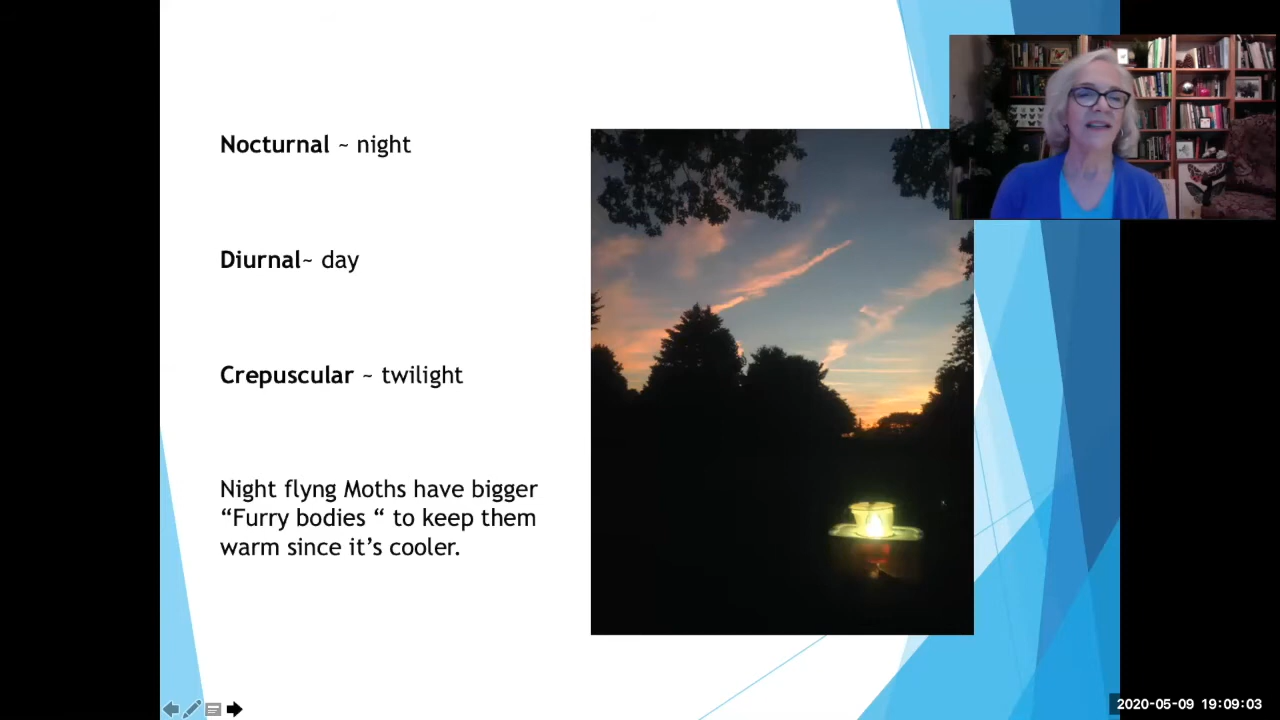 Nocturnal ~ night
Diurnal~ day
Crepuscular ~ twilight
Night flyng Moths have bigger
“Furry bodies “ to keep them
warm since it’s cooler.
2020-05-09 19:09:03